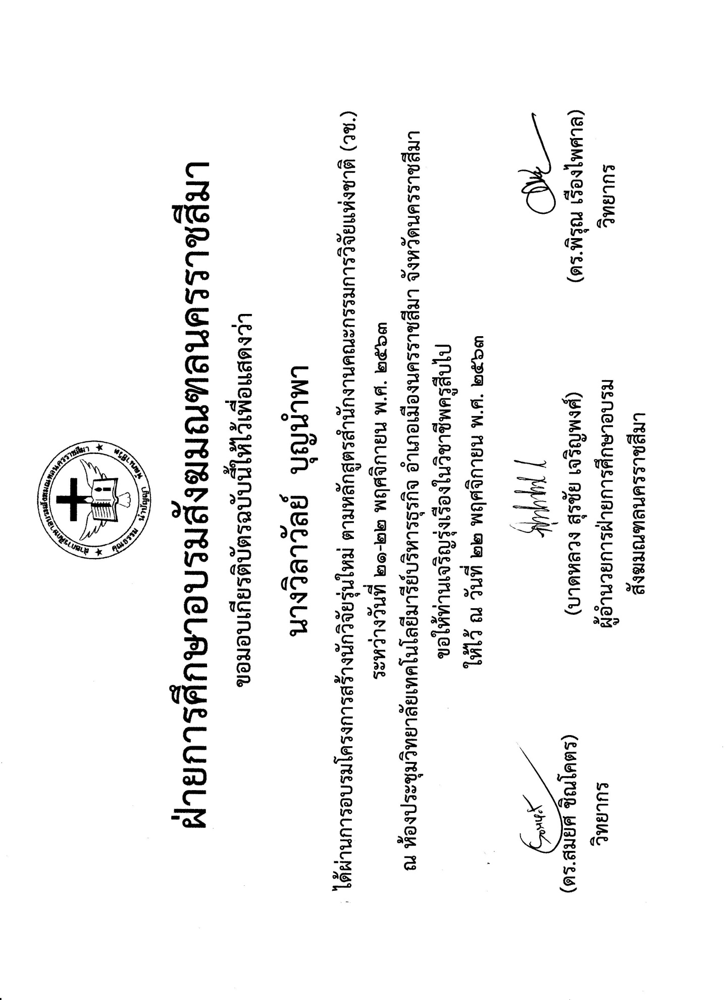 ฝ่ายการศึกษาอบรมสังฆมณฑลนครราชสีมา
คุณธรรม นำปัญญา
ฝ่ายการศึกษาอบรมสังฆมณฑลนครราชสีมา
ขอมอบเกียรติบัตรฉบับนี้ให้ไว้เพื่อแสดงว่า
นางวิลาวัลย์ บุญนำพา
ได้ผ่านการอบรมโครงการสร้างนักวิจัยรุ่นใหม่ ตามหลักสูตรสำนักงานคณะกรรมการวิจัยแห่งชาติ (วช.)
ระหว่างวันที่ ๒๑-๒๒ พฤศจิกายน พ.ศ. ๒๕๖๓
ณ ห้องประชุมวิทยาลัยเทคโนโลยีมารีย์บริหารธุรกิจ อำเภอเมืองนครราชสีมา จังหวัดนครราชสีมา
ขอให้ท่านเจริญรุ่งเรืองในวิชาชีพครูสืบไป
ให้ไว้ ณ วันที่ ๒๒ พฤศจิกายน พ.ศ. ๒๕๖๓
(ดร.สมยศ ชิณโคตร)
วิทยากร
(บาดหลวง สุรชัย เจริญพงศ์)
ผู้อำนวยการฝ่ายการศึกษาอบรม
สังฆมณฑลนครราชสีมา
(ดร.พิรุณ เรืองไพศาล)
วิทยากร